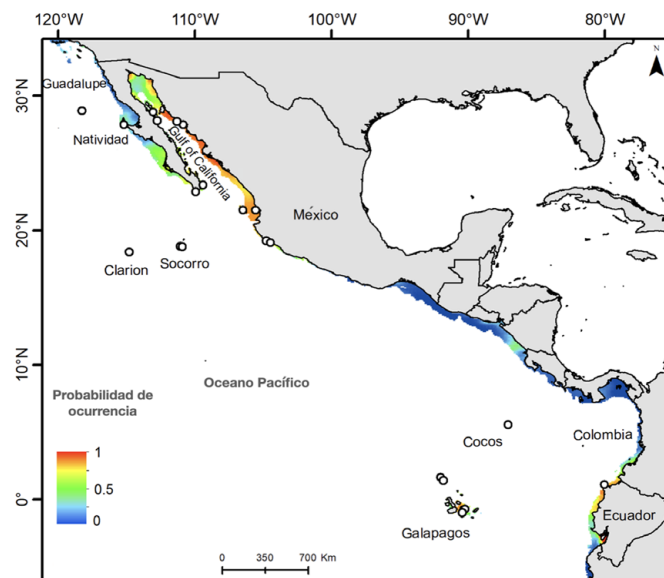 120°W 110°W 100°W 90°W 80°W
N
30°N
20°N
10°N
0°
Guadalupe
Natividad
Gulf of California
México
Clarion
Socorro
Oceano Pacífico
Probabilidad de
ocurrencia
1
0.5
0
Cocos
Colombia
Ecuador
Galapagos
0 350 700 Km